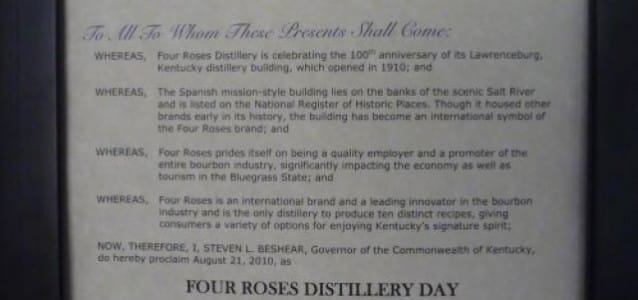 To All To Whom These Presents Shall Come:
WHEREAS, Four Roses Distillery is celebrating the 100th anniversary of its Lawrenceburg,
Kentucky distillery building, which opened in 1910; and
WHEREAS, The Spanish mission-style building lies on the banks of the scenic Salt River
and is listed on the National Register of Historic Places. Though it housed other
brands early in its history, the building has become an international symbol of
the Four Roses brand; and
WHEREAS, Four Roses prides itself on being a quality employer and a promoter of the
entire bourbon industry, significantly impacting the economy as well as
tourism in the Bluegrass State; and
WHEREAS, Four Roses is an international brand and a leading innovator in the bourbon
industry and is the only distillery to produce ten distinct recipes, giving
consumers a variety of options for enjoying Kentucky's signature spirit;
NOW, THEREFORE, I, STEVEN L. BESHEAR, Governor of the Commonwealth of Kentucky,
do hereby proclaim August 21, 2010, as
FOUR ROSES DISTILLERY DAY